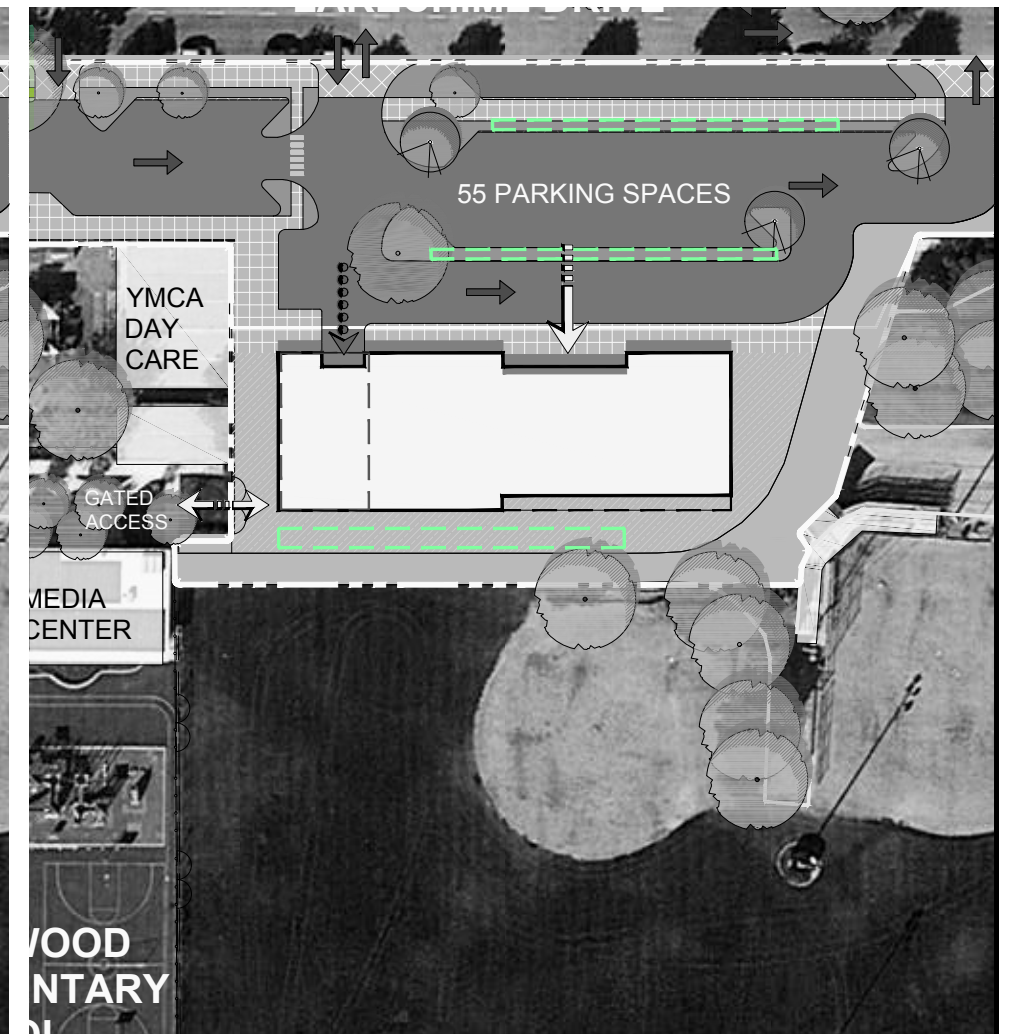 55 PARKING SPACES
YMCA
DAY
CARE
GATED
ACCESS
MEDIA
CENTER
WOOD
NTARY